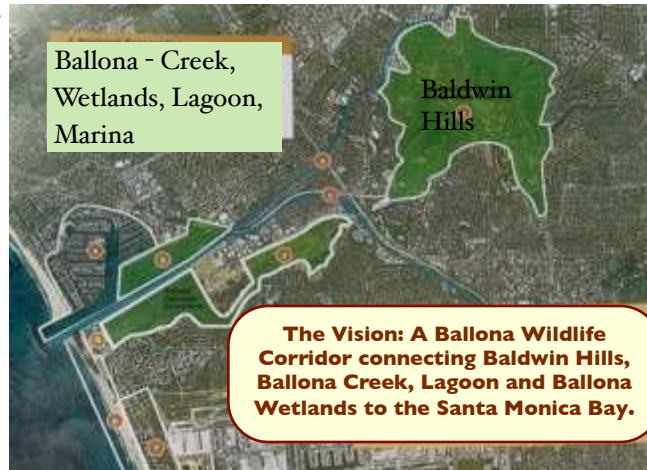 Ballona - Creek,
Wetlands, Lagoon,
Marina
Baldwin
Hills
The Vision: A Ballona Wildlife
Corridor connecting Baldwin Hills,
Ballona Creek, Lagoon and Ballona
Wetlands to the Santa Monica Bay.